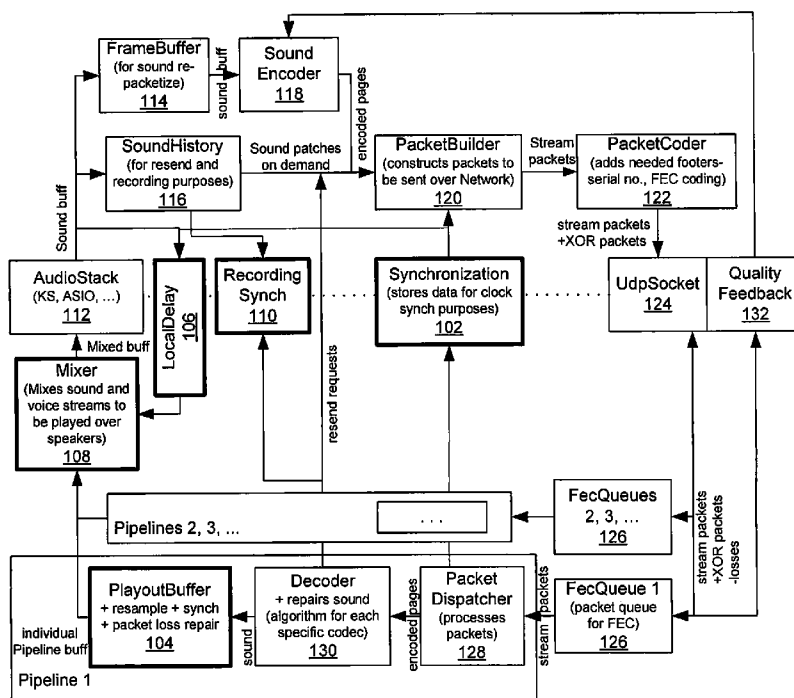 FrameBuffer
(for sound re-
packetize)
114
sound buff
Sound
Encoder
118
encoded pages
SoundHistory
(for resend and
recording purposes)
116
Sound patches
on demand
PacketBuilder
(constructs packets to
be sent over Network)
120
Stream
packets
PacketCoder
(adds needed footers-
serial no., FEC coding)
122
stream packets
+XOR packets
Sound buff
AudioStack
(KS, ASIO, ...)
112
LocalDelay
106
Recording
Synch
110
Synchronization
(stores data for clock
synch purposes)
102
UdpSocket
124
Quality
Feedback
132
Mixed buff
Mixer
(Mixes sound and
voice streams to
be played over
speakers)
108
resend requests
Pipelines 2, 3, ...
. . .
FecQueues
2, 3, ...
126
stream packets
+XOR packets
-losses
PlayoutBuffer
+ resample + synch
+ packet loss repair
104
individual
Pipeline buff
sound
Decoder
+ repairs sound
(algorithm for each
specific codec)
130
encoded pages
Packet
Dispatcher
(processes
packets)
128
stream
packets
FecQueue 1
(packet queue
for FEC)
126
Pipeline 1